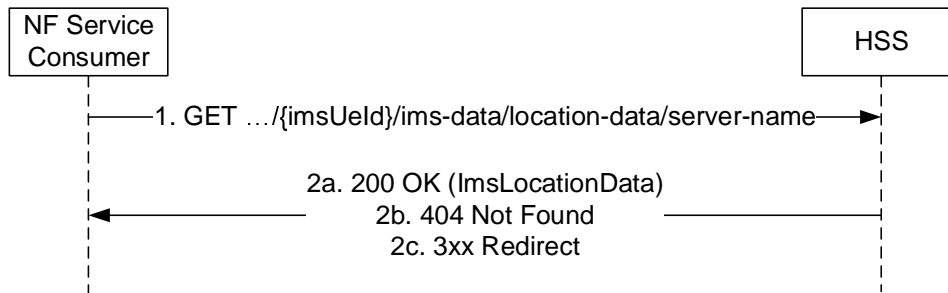 NF Service
Consumer
HSS
1. GET …/{imsUeId}/ims-data/location-data/server-name
2a. 200 OK (ImsLocationData)
2b. 404 Not Found
2c. 3xx Redirect